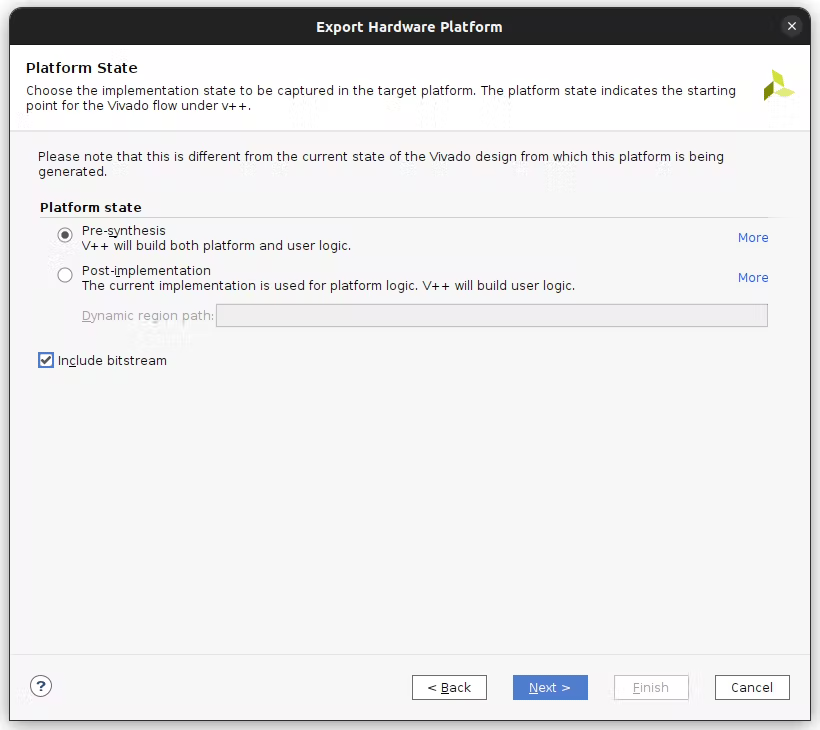 Export Hardware Platform
Platform State
Choose the implementation state to be captured in the target platform. The platform state indicates the starting
point for the Vivado flow under v++.
Please note that this is different from the current state of the Vivado design from which this platform is being
generated.
Platform state
Pre-synthesis
V++ will build both platform and user logic.
More
Post-implementation
The current implementation is used for platform logic. V++ will build user logic.
More
Dynamic region path:
Include bitstream
?
< Back
Next >
Finish
Cancel